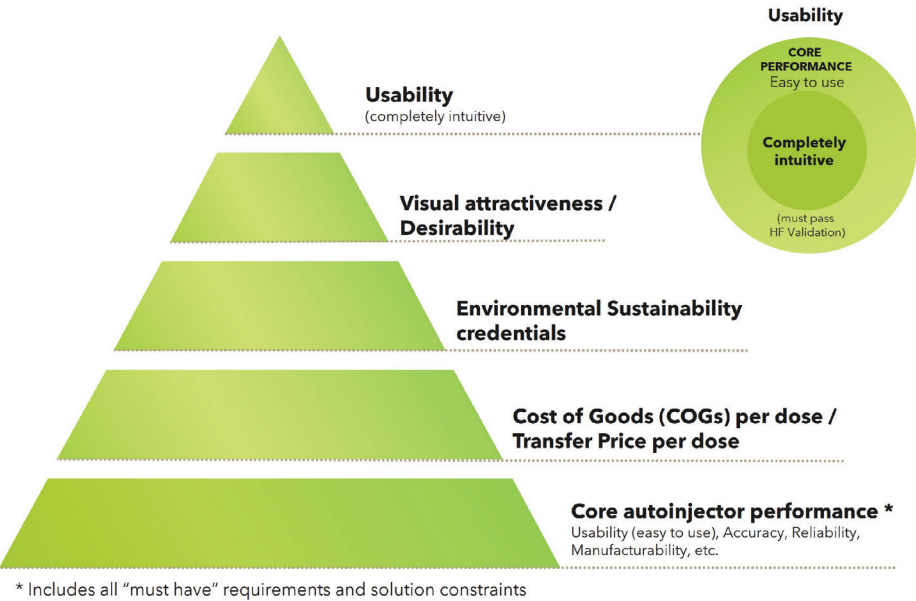 Usability
CORE
PERFORMANCE
Easy to use
Completely
intuitive
(must pass
HF Validation)
Usability
(completely intuitive)
Visual attractiveness /
Desirability
Environmental Sustainability
credentials
Cost of Goods (COGs) per dose /
Transfer Price per dose
Core autoinjector performance *
Usability (easy to use), Accuracy, Reliability,
Manufacturability, etc.
* Includes all “must have” requirements and solution constraints